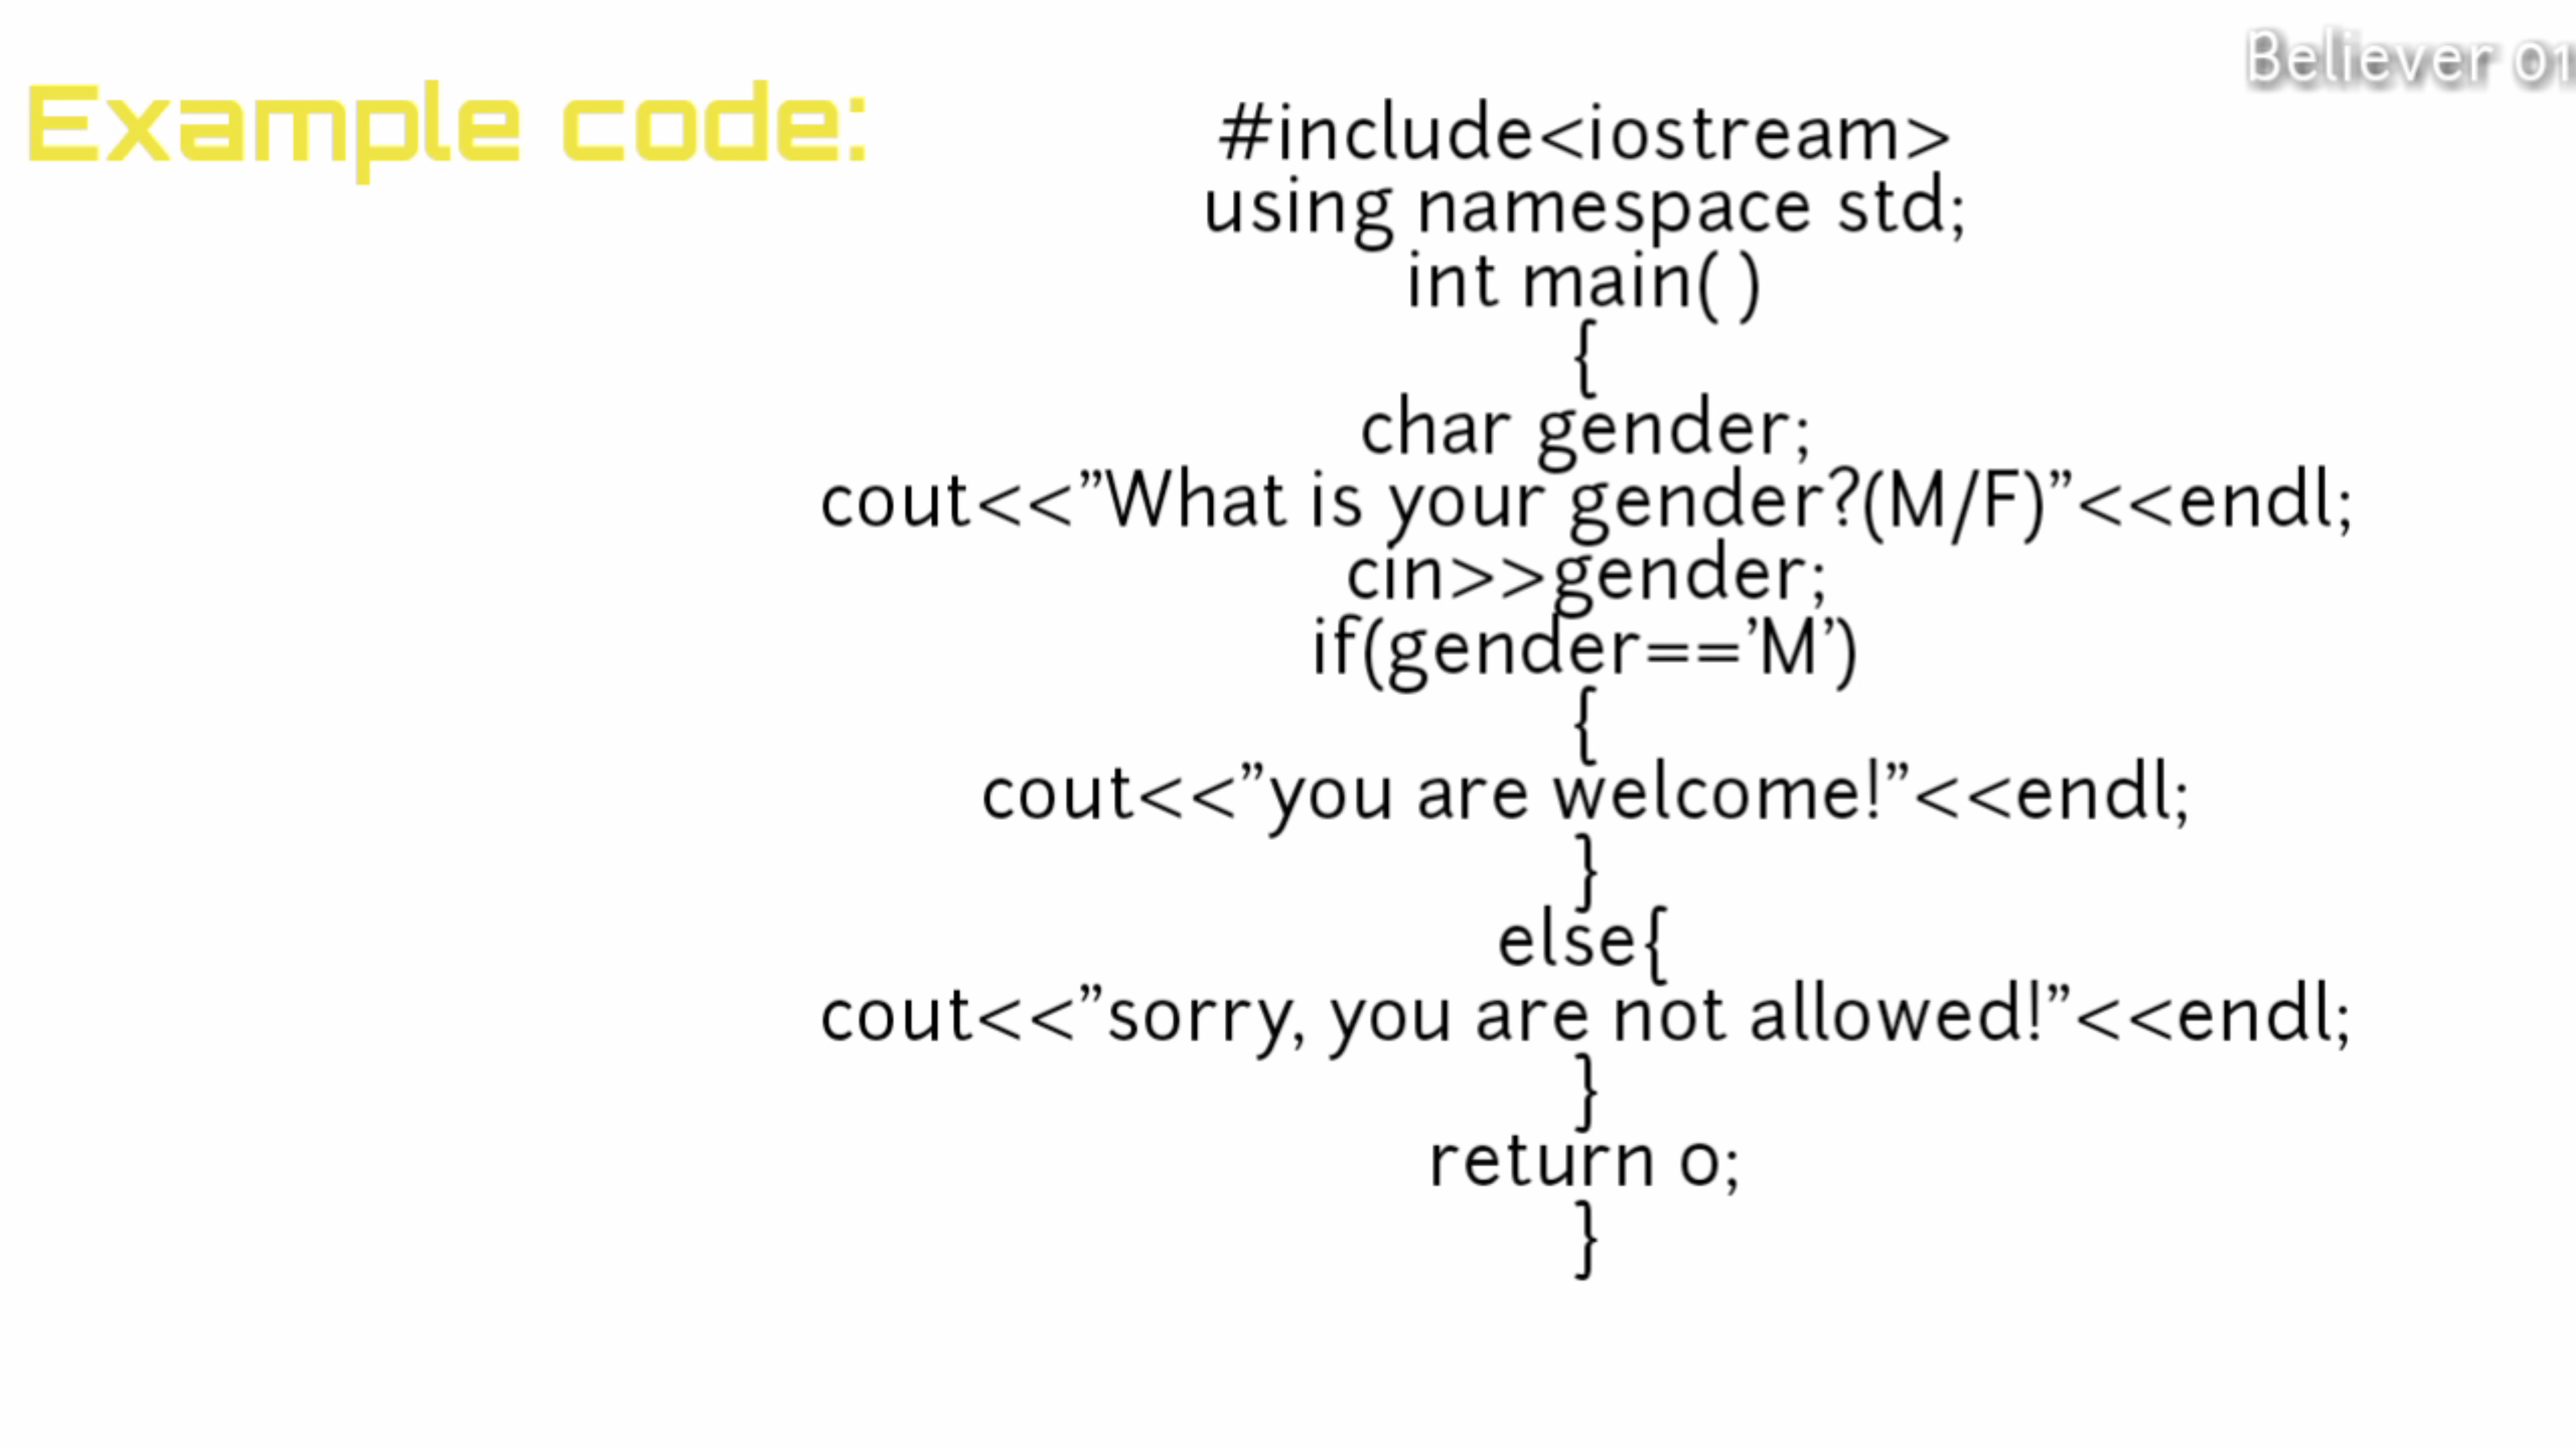 Example code:
Believer 01
#include<iostream>
using namespace std;
int main( )
{
char gender;
cout<<”What is your gender?(M/F)”<<endl;
cin>>gender;
if(gender==’M’)
{
cout<<”you are welcome!”<<endl;
}
else{
cout<<”sorry, you are not allowed!”<<endl;
}
return 0;
}